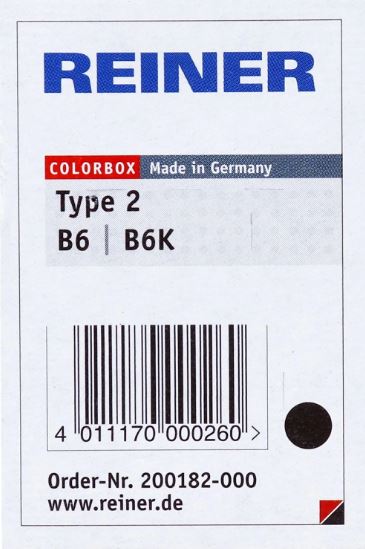 REINER
COLORBOX Made in Germany
Type 2
B6 | B6K
4 011170 000260 >
Order-Nr. 200182-000
www.reiner.de